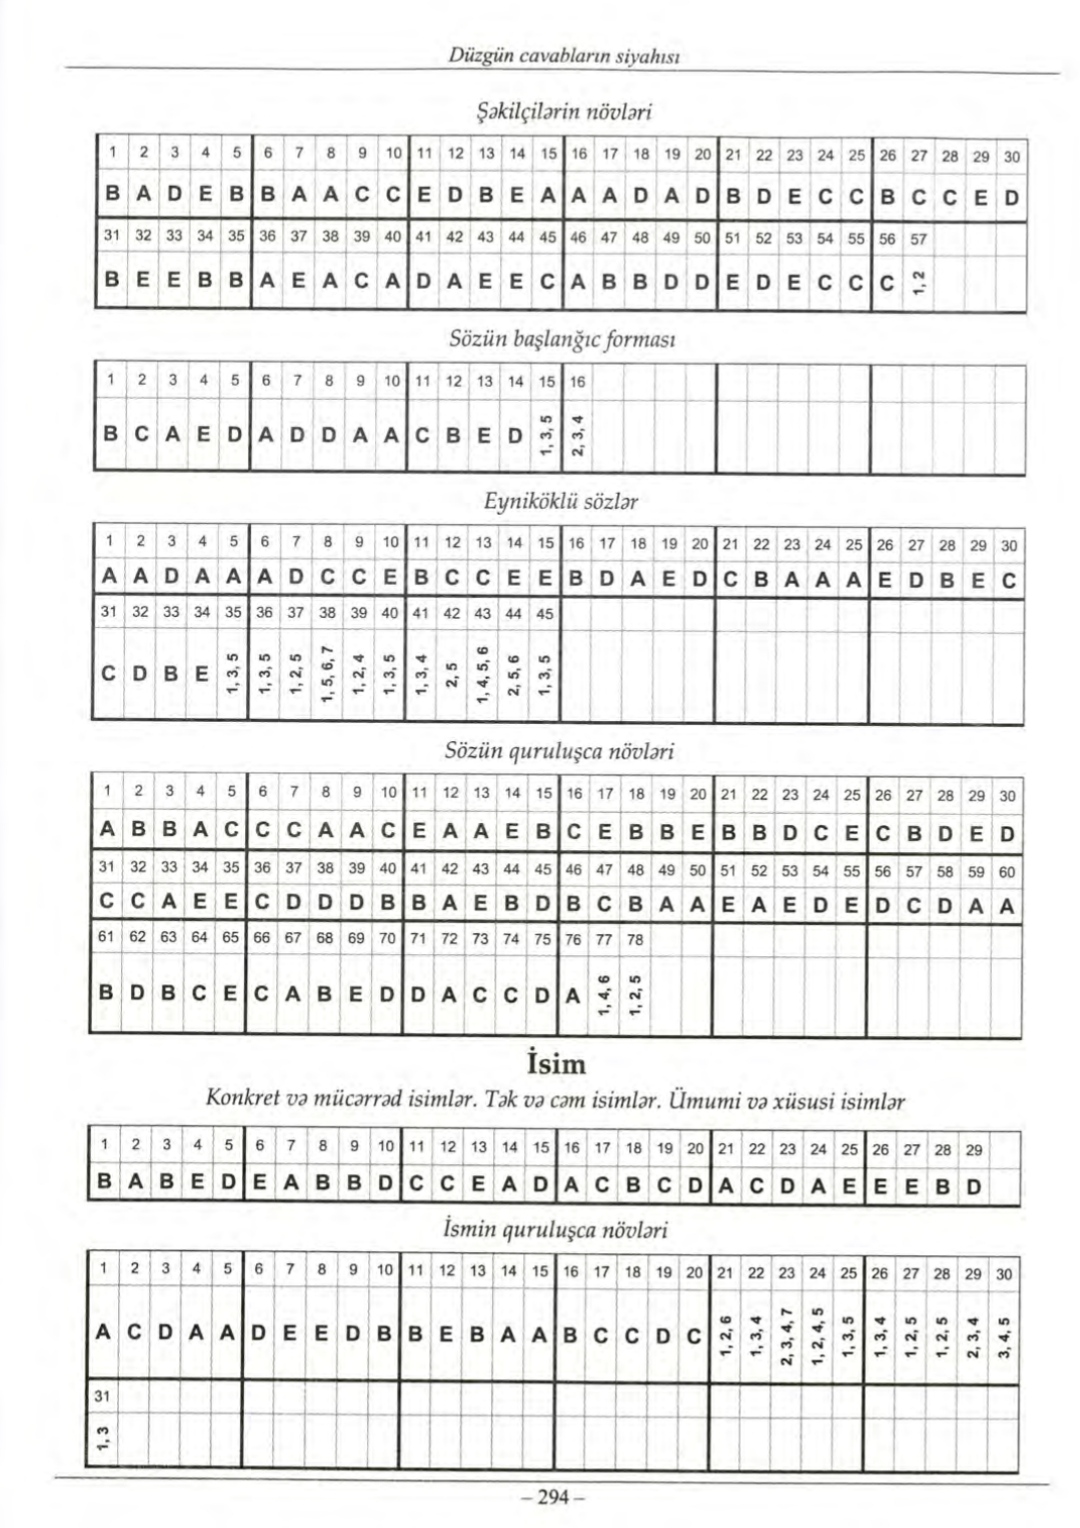 Düzgün cavabların siyahısı
Şəkilçilərin növləri
1 2 3 4 5 6 7 8 9 10 11 12 13 14 15 16 17 18 19 20 21 22 23 24 25 26 27 28 29 30
B A D E B B A A C C E D B E A A A D A D B D E C C B C C E D
31 32 33 34 35 36 37 38 39 40 41 42 43 44 45 46 47 48 49 50 51 52 53 54 55 56 57
B E E B B A E A C A D A E E C A B B D D E D E C C C 1, 2
Sözün başlanğıc forması
1 2 3 4 5 6 7 8 9 10 11 12 13 14 15 16
B C A E D A D D A A C B E D 1, 3, 5 2, 3, 4
Eyniköklü sözlər
1 2 3 4 5 6 7 8 9 10 11 12 13 14 15 16 17 18 19 20 21 22 23 24 25 26 27 28 29 30
A A D A A A D C C E B C C E E B D A E D C B A A A E D B E C
31 32 33 34 35 36 37 38 39 40 41 42 43 44 45
C D B E 1, 3, 5 1, 3, 5 1, 2, 5 1, 5, 6, 7 1, 2, 4 1, 3, 5 1, 3, 4 2, 5 1, 4, 5, 6 2, 5, 6 1, 3, 5
Sözün quruluşca növləri
1 2 3 4 5 6 7 8 9 10 11 12 13 14 15 16 17 18 19 20 21 22 23 24 25 26 27 28 29 30
A B B A C C C A A C E A A E B C E B B E B B D C E C B D E D
31 32 33 34 35 36 37 38 39 40 41 42 43 44 45 46 47 48 49 50 51 52 53 54 55 56 57 58 59 60
C C A E E C D D D B B A E B D B C B A A E A E D E D C D A A
61 62 63 64 65 66 67 68 69 70 71 72 73 74 75 76 77 78
B D B C E C A B E D D A C C D A 1, 4, 6 1, 2, 5
İsim
Konkret və mücərrəd isimlər. Tək və cəm isimlər. Ümumi və xüsusi isimlər
1 2 3 4 5 6 7 8 9 10 11 12 13 14 15 16 17 18 19 20 21 22 23 24 25 26 27 28 29
B A B E D E A B B D C C E A D A C B C D A C D A E E E B D
İsmin quruluşca növləri
1 2 3 4 5 6 7 8 9 10 11 12 13 14 15 16 17 18 19 20 21 22 23 24 25 26 27 28 29 30
A C D A A D E E D B B E B A A B C C D C 1, 2, 6 1, 3, 4 2, 3, 4, 7 1, 2, 4, 5 1, 3, 5 1, 3, 4 1, 2, 5 1, 2, 5 2, 3, 4 3, 4, 5
31
1, 3
– 294 –